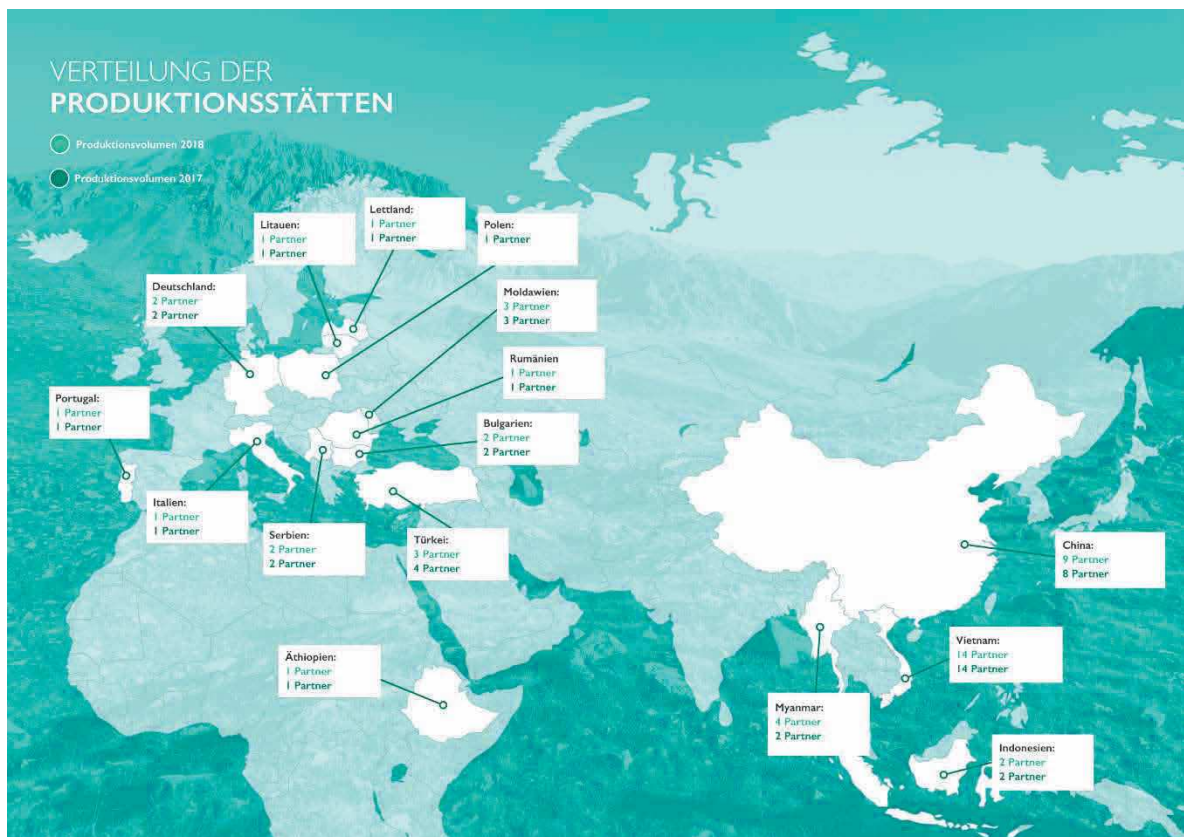 VERTEILUNG DER
PRODUKTIONSSTÄTTEN
Produktionsvolumen 2018
Produktionsvolumen 2017
Lettland:
1 Partner
1 Partner
Litauen:
1 Partner
1 Partner
Polen:
1 Partner
Deutschland:
2 Partner
2 Partner
Moldawien:
3 Partner
3 Partner
Rumänien
1 Partner
1 Partner
Portugal:
1 Partner
1 Partner
Bulgarien:
2 Partner
2 Partner
Italien:
1 Partner
1 Partner
Serbien:
2 Partner
2 Partner
Türkei:
3 Partner
4 Partner
China:
9 Partner
8 Partner
Äthiopien:
1 Partner
1 Partner
Vietnam:
14 Partner
14 Partner
Myanmar:
4 Partner
2 Partner
Indonesien:
2 Partner
2 Partner